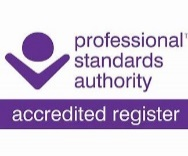 professional
standards
authority
accredited register